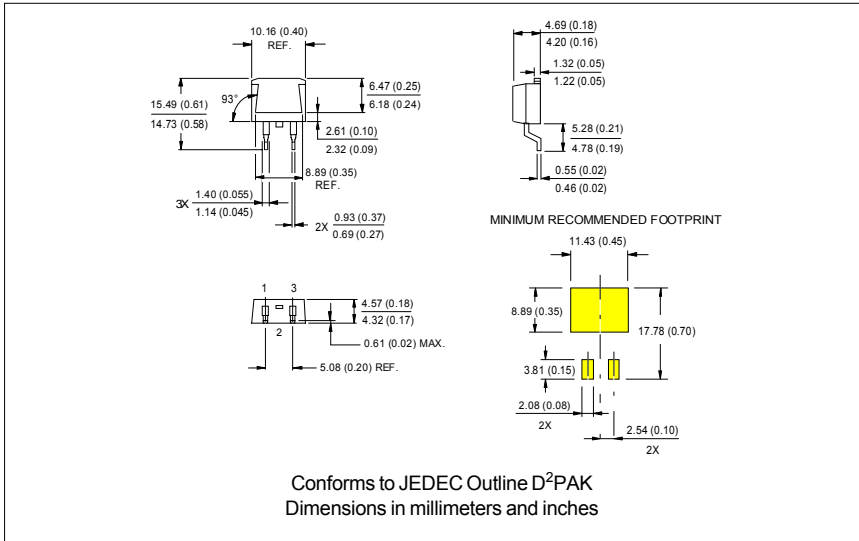 10.16 (0.40)
REF.
4.69 (0.18)
4.20 (0.16)
1.32 (0.05)
1.22 (0.05)
93°
15.49 (0.61)
14.73 (0.58)
6.47 (0.25)
6.18 (0.24)
2.61 (0.10)
2.32 (0.09)
5.28 (0.21)
4.78 (0.19)
8.89 (0.35)
REF.
0.55 (0.02)
0.46 (0.02)
3X
1.40 (0.055)
1.14 (0.045)
2X
0.93 (0.37)
0.69 (0.27)
MINIMUM RECOMMENDED FOOTPRINT
11.43 (0.45)
8.89 (0.35)
17.78 (0.70)
1 3
2
4.57 (0.18)
4.32 (0.17)
0.61 (0.02) MAX.
5.08 (0.20) REF.
3.81 (0.15)
2.08 (0.08)
2X
2.54 (0.10)
2X
Conforms to JEDEC Outline D²PAK
Dimensions in millimeters and inches